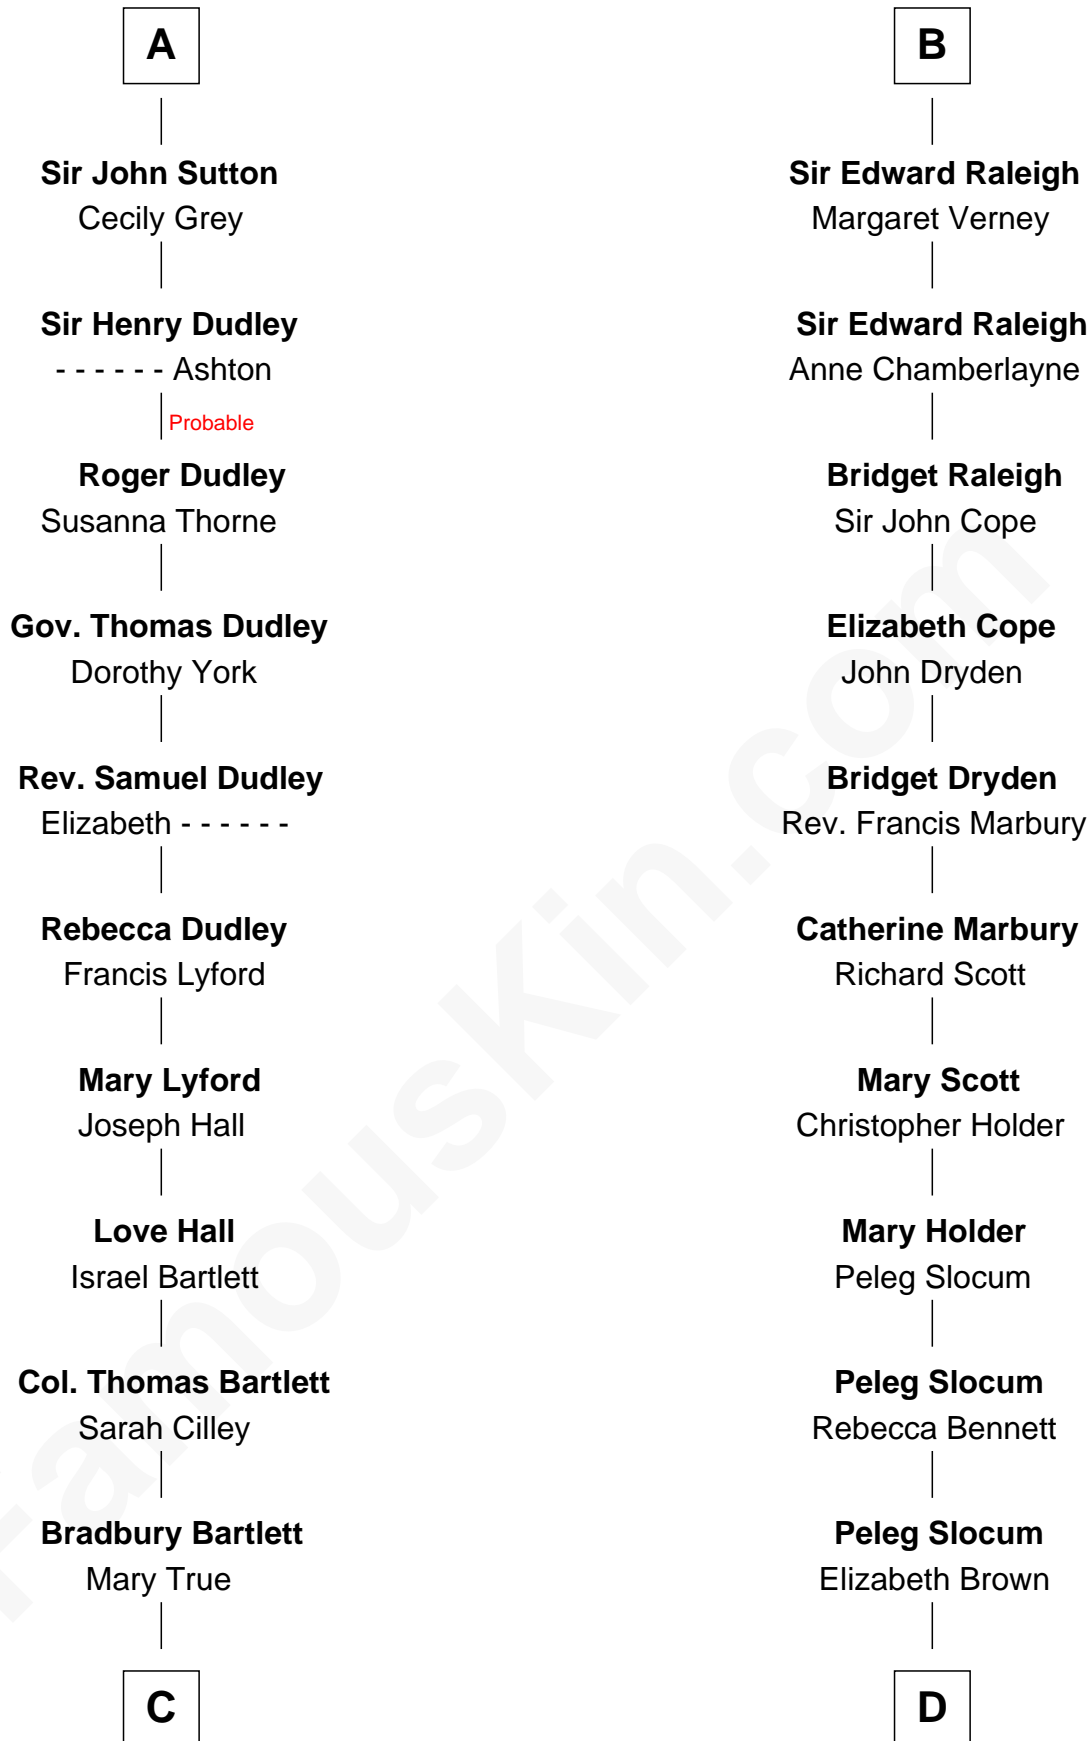 A
Sir John Sutton
Cecily Grey
Sir Henry Dudley
- - - - - - Ashton
Probable
Roger Dudley
Susanna Thorne
Gov. Thomas Dudley
Dorothy York
Rev. Samuel Dudley
Elizabeth - - - - - -
Rebecca Dudley
Francis Lyford
Mary Lyford
Joseph Hall
Love Hall
Israel Bartlett
Col. Thomas Bartlett
Sarah Cilley
Bradbury Bartlett
Mary True
C
B
Sir Edward Raleigh
Margaret Verney
Sir Edward Raleigh
Anne Chamberlayne
Bridget Raleigh
Sir John Cope
Elizabeth Cope
John Dryden
Bridget Dryden
Rev. Francis Marbury
Catherine Marbury
Richard Scott
Mary Scott
Christopher Holder
Mary Holder
Peleg Slocum
Peleg Slocum
Rebecca Bennett
Peleg Slocum
Elizabeth Brown
D
FamousKin.com